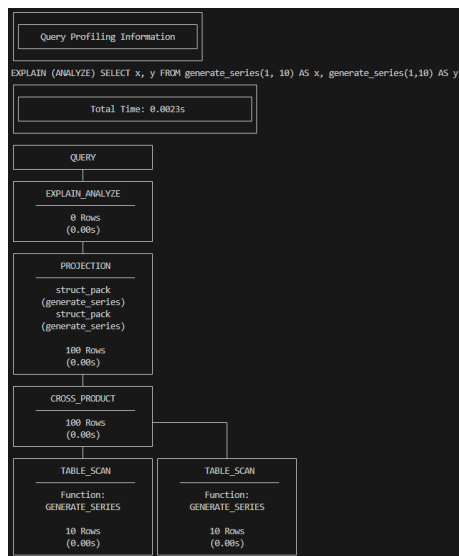 Query Profiling Information
EXPLAIN (ANALYZE) SELECT x, y FROM generate_series(1, 10) AS x, generate_series(1,10) AS y
Total Time: 0.0023s
QUERY
EXPLAIN_ANALYZE
0 Rows
(0.00s)
PROJECTION
struct_pack
(generate_series)
struct_pack
(generate_series)
100 Rows
(0.00s)
CROSS_PRODUCT
100 Rows
(0.00s)
TABLE_SCAN
Function:
GENERATE_SERIES
10 Rows
(0.00s)
TABLE_SCAN
Function:
GENERATE_SERIES
10 Rows
(0.00s)